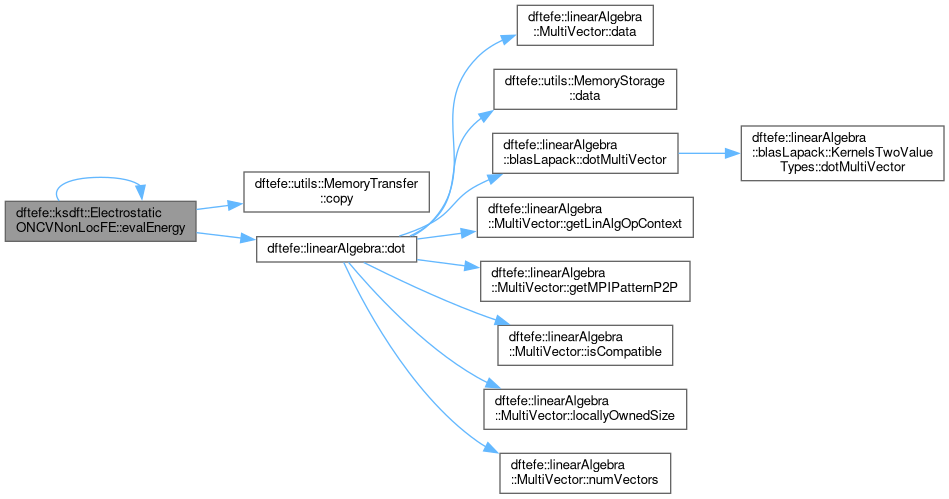 dftefe::ksdft::Electrostatic
ONCVNonLocFE::evalEnergy
dftefe::utils::MemoryTransfer
::copy
dftefe::linearAlgebra::dot
dftefe::linearAlgebra
::MultiVector::data
dftefe::utils::MemoryStorage
::data
dftefe::linearAlgebra
::blasLapack::dotMultiVector
dftefe::linearAlgebra
::blasLapack::KernelsTwoValue
Types::dotMultiVector
dftefe::linearAlgebra
::MultiVector::getLinAlgOpContext
dftefe::linearAlgebra
::MultiVector::getMPIPatternP2P
dftefe::linearAlgebra
::MultiVector::isCompatible
dftefe::linearAlgebra
::MultiVector::locallyOwnedSize
dftefe::linearAlgebra
::MultiVector::numVectors